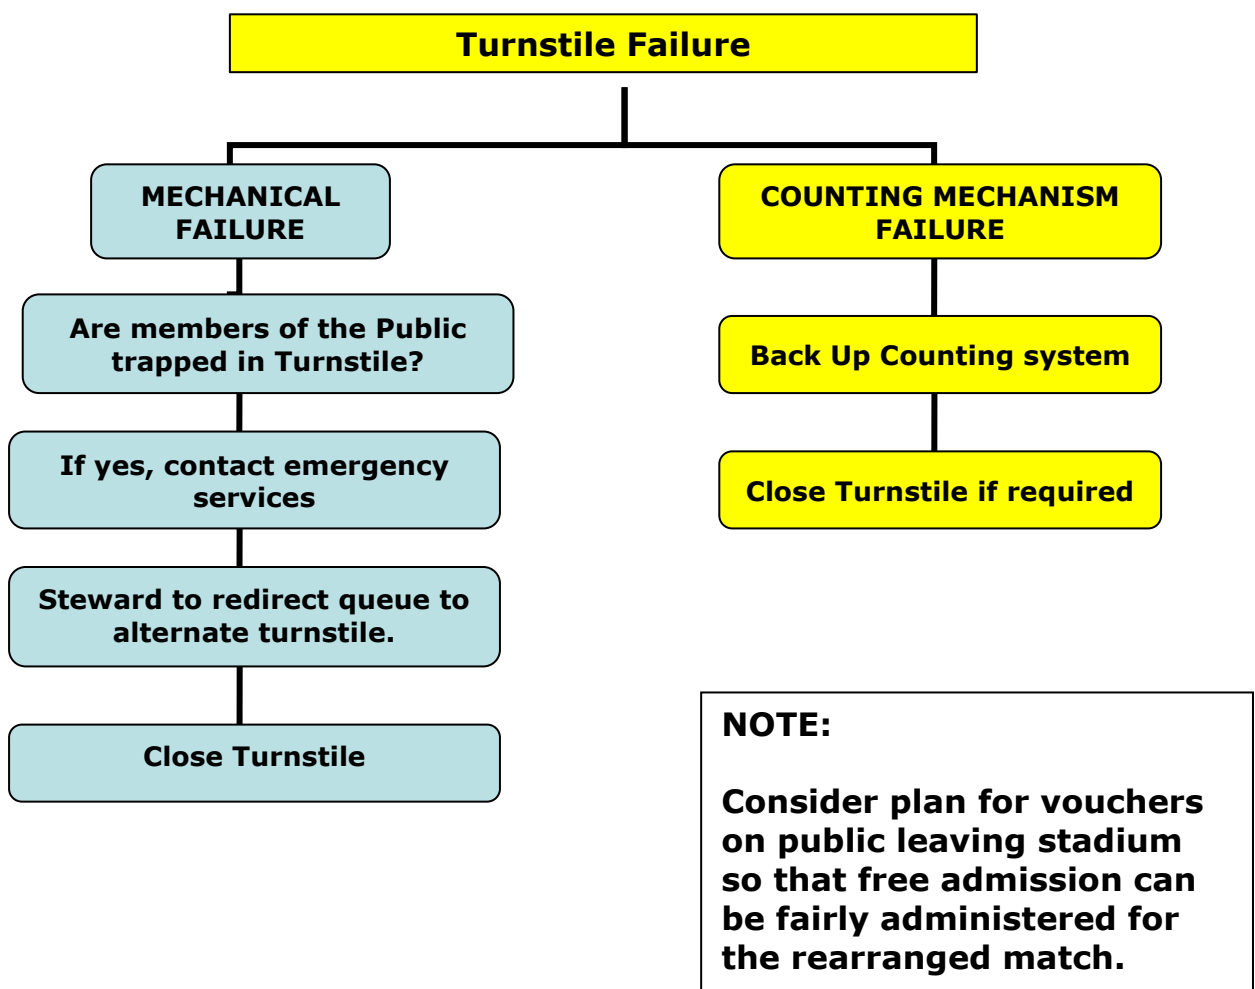 Turnstile Failure
MECHANICAL
FAILURE
Are members of the Public
trapped in Turnstile?
If yes, contact emergency
services
Steward to redirect queue to
alternate turnstile.
Close Turnstile
COUNTING MECHANISM
FAILURE
Back Up Counting system
Close Turnstile if required
NOTE:
Consider plan for vouchers
on public leaving stadium
so that free admission can
be fairly administered for
the rearranged match.